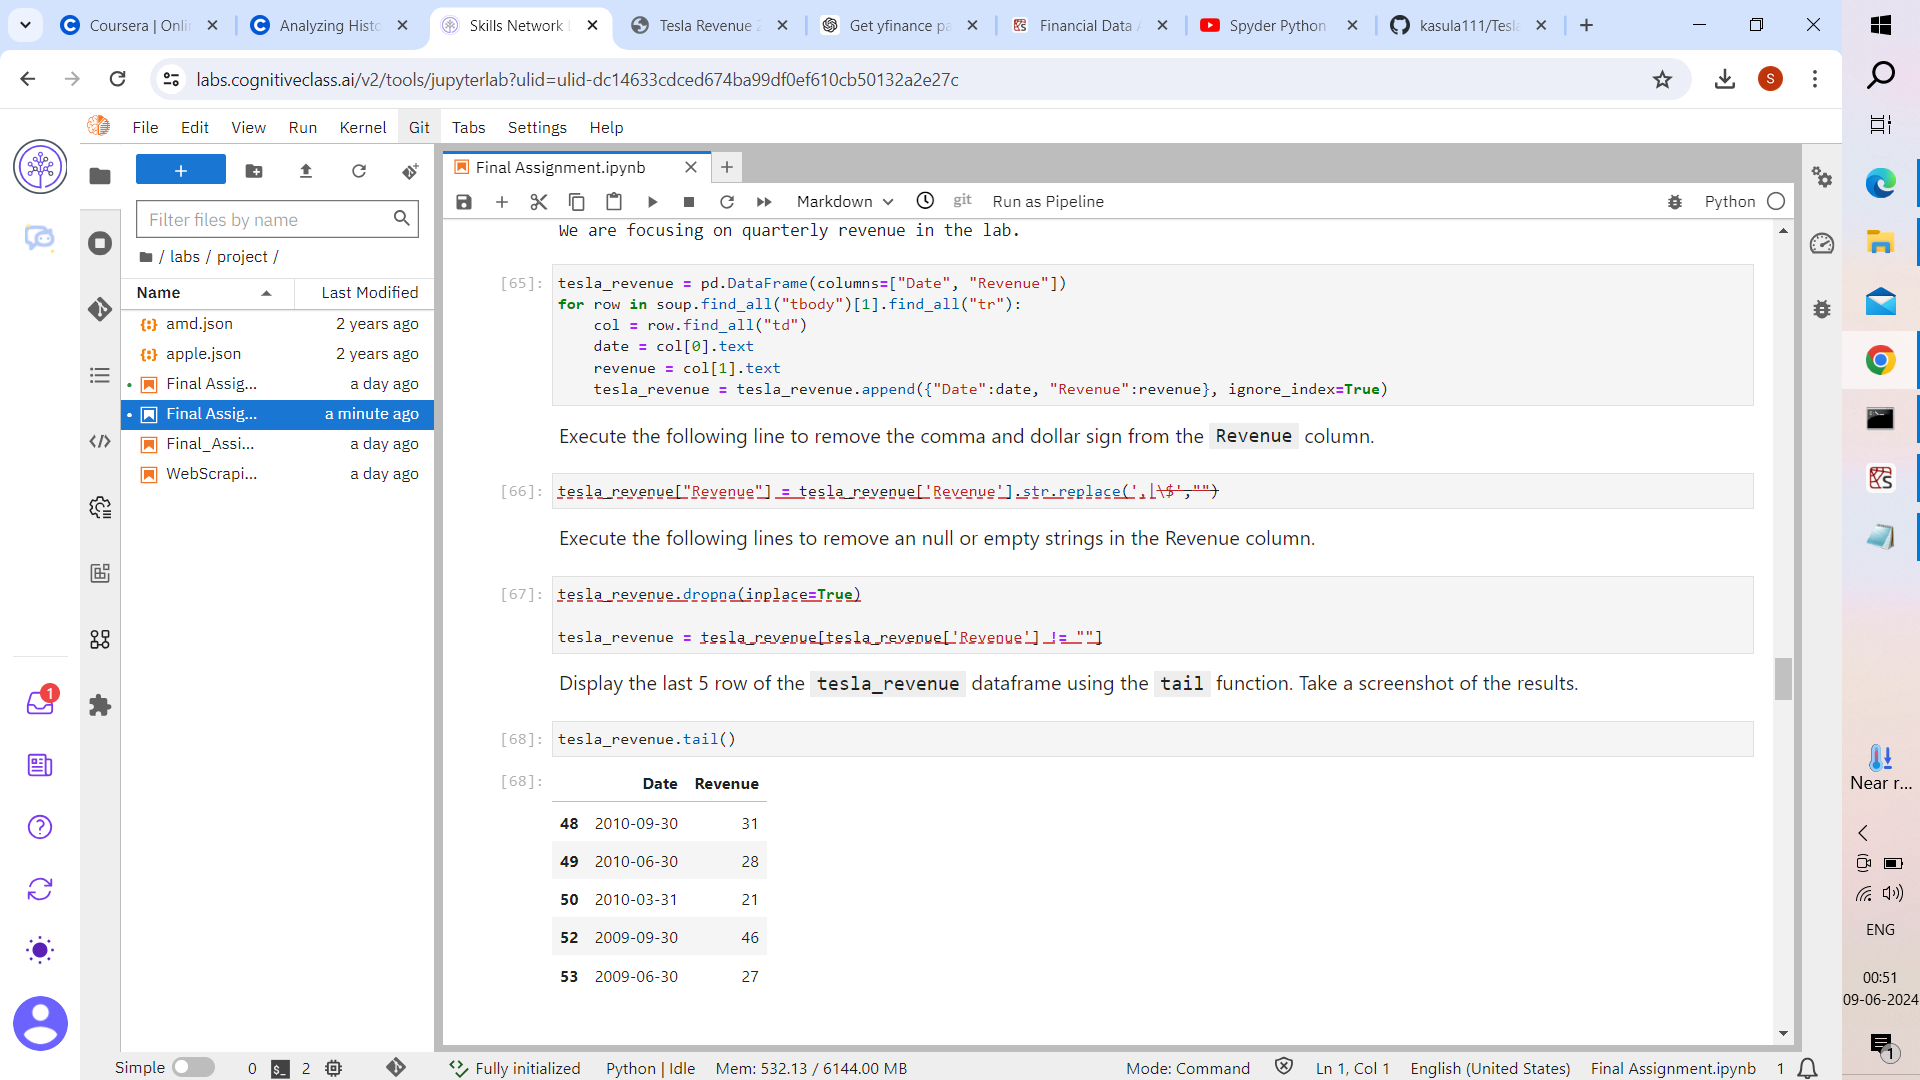 Coursera | Onlin
Analyzing Histo
Skills Network
Tesla Revenue 2
Get yfinance pa
Financial Data A
Spyder Python
kasula111/Tesla
labs.cognitiveclass.ai/v2/tools/jupyterlab?ulid=ulid-dc14633cdced674ba99df0ef610cb50132a2e27c
S
File Edit View Run Kernel Git Tabs Settings Help
Final Assignment.ipynb
Filter files by name
Markdown
git
Run as Pipeline
Python
/ labs / project /
Name
Last Modified
amd.json 2 years ago
apple.json 2 years ago
Final Assig... a day ago
Final Assig... a minute ago
Final_Assi... a day ago
WebScrapi... a day ago
We are focusing on quarterly revenue in the lab.
[65]:
tesla_revenue = pd.DataFrame(columns=["Date", "Revenue"])
for row in soup.find_all("tbody")[1].find_all("tr"):
    col = row.find_all("td")
    date = col[0].text
    revenue = col[1].text
    tesla_revenue = tesla_revenue.append({"Date":date, "Revenue":revenue}, ignore_index=True)
Execute the following line to remove the comma and dollar sign from the Revenue column.
[66]:
tesla_revenue["Revenue"] = tesla_revenue['Revenue'].str.replace(',|\$',"")
Execute the following lines to remove an null or empty strings in the Revenue column.
[67]:
tesla_revenue.dropna(inplace=True)
tesla_revenue = tesla_revenue[tesla_revenue['Revenue'] != ""]
Display the last 5 row of the tesla_revenue dataframe using the tail function. Take a screenshot of the results.
[68]:
tesla_revenue.tail()
[68]:
Date Revenue
48 2010-09-30 31
49 2010-06-30 28
50 2010-03-31 21
52 2009-09-30 46
53 2009-06-30 27
1
Simple
0
2
Fully initialized
Python | Idle
Mem: 532.13 / 6144.00 MB
Mode: Command
Ln 1, Col 1
English (United States)
Final Assignment.ipynb
1
Near r...
ENG
00:51
09-06-2024
1